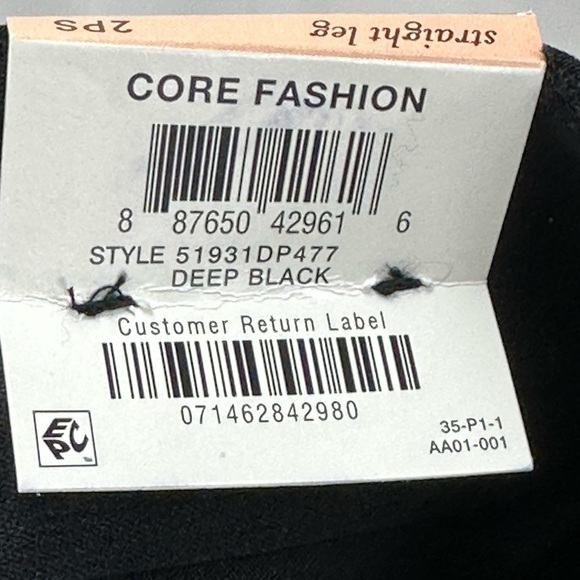 2PS straight leg
CORE FASHION
8 87650 42961 6
STYLE 51931DP477
DEEP BLACK
Customer Return Label
071462842980
EPC
35-P1-1
AA01-001